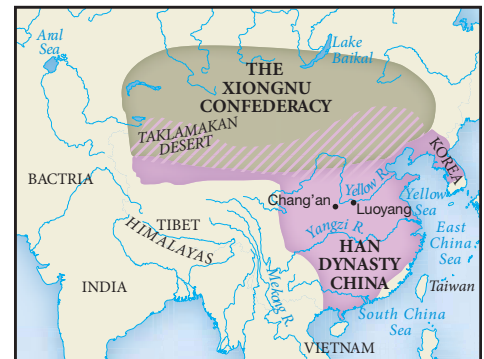 Aral
Sea
Lake
Baikal
THE
XIONGNU
CONFEDERACY
TAKLAMAKAN
DESERT
KOREA
BACTRIA
Chang'an
Yellow R.
Luoyang
Yellow
Sea
TIBET
HIMALAYAS
Yangzi R.
East
China
Sea
HAN
DYNASTY
CHINA
INDIA
Mekong R.
Taiwan
South China
Sea
VIETNAM